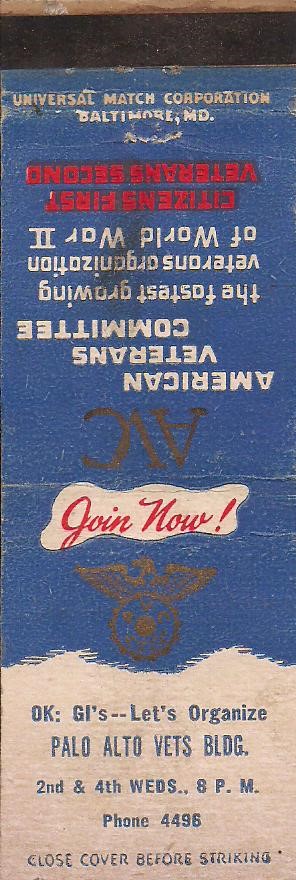 UNIVERSAL MATCH CORPORATION
BALTIMORE, MD.
AVC
AMERICAN
VETERANS
COMMITTEE
the fastest growing
veterans organization
of World War II
CITIZENS FIRST
VETERANS SECOND
Join Now!
OK: GI's--Let's Organize
PALO ALTO VETS BLDG.
2nd & 4th WEDS., 8 P. M.
Phone 4496
CLOSE COVER BEFORE STRIKING